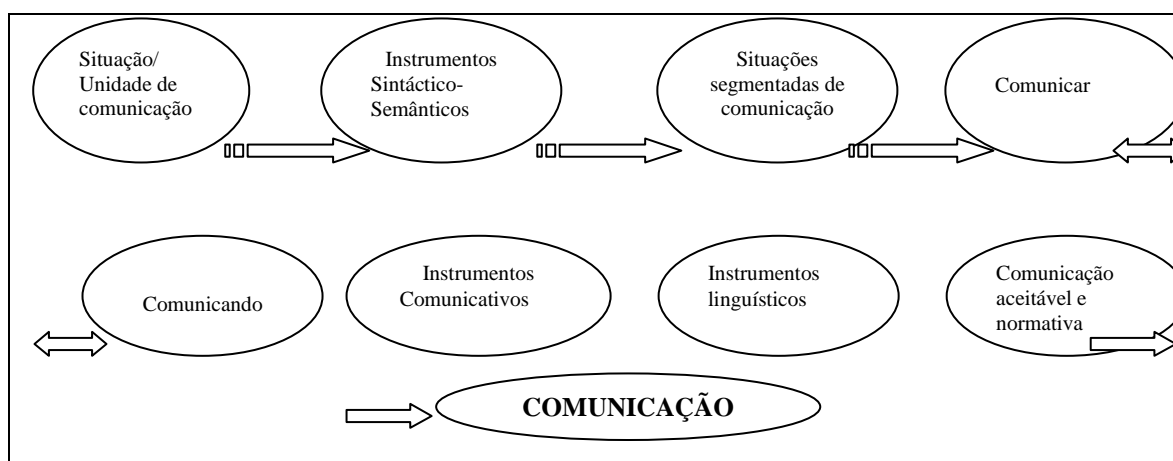 Situação/
Unidade de
comunicação
Instrumentos
Sintáctico-
Semânticos
Situações
segmentadas de
comunicação
Comunicar
Comunicando
Instrumentos
Comunicativos
Instrumentos
linguísticos
Comunicação
aceitável e
normativa
COMUNICAÇÃO